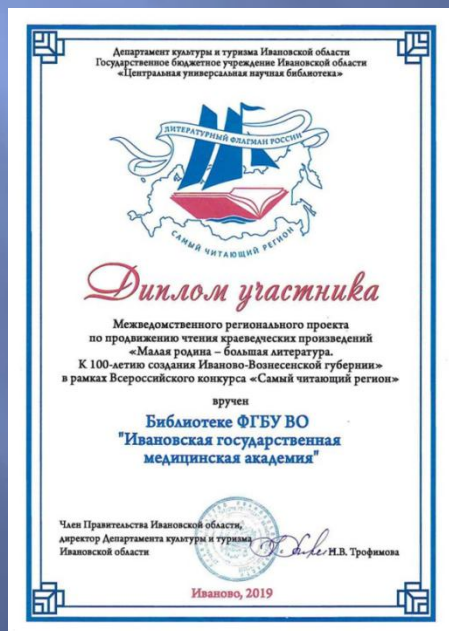 Департамент культуры и туризма Ивановской области
Государственное бюджетное учреждение Ивановской области
«Центральная универсальная научная библиотека»
ЛИТЕРАТУРНЫЙ ФЛАГМАН РОССИИ
САМЫЙ ЧИТАЮЩИЙ РЕГИОН
Диплом участника
Межведомственного регионального проекта
по продвижению чтения краеведческих произведений
«Малая родина – большая литература.
К 100-летию создания Иваново-Вознесенской губернии»
в рамках Всероссийского конкурса «Самый читающий регион»
вручен
Библиотеке ФГБУ ВО
"Ивановская государственная
медицинская академия"
Член Правительства Ивановской области,
директор Департамента культуры и туризма
Ивановской области
Н.В. Трофимова
Иваново, 2019